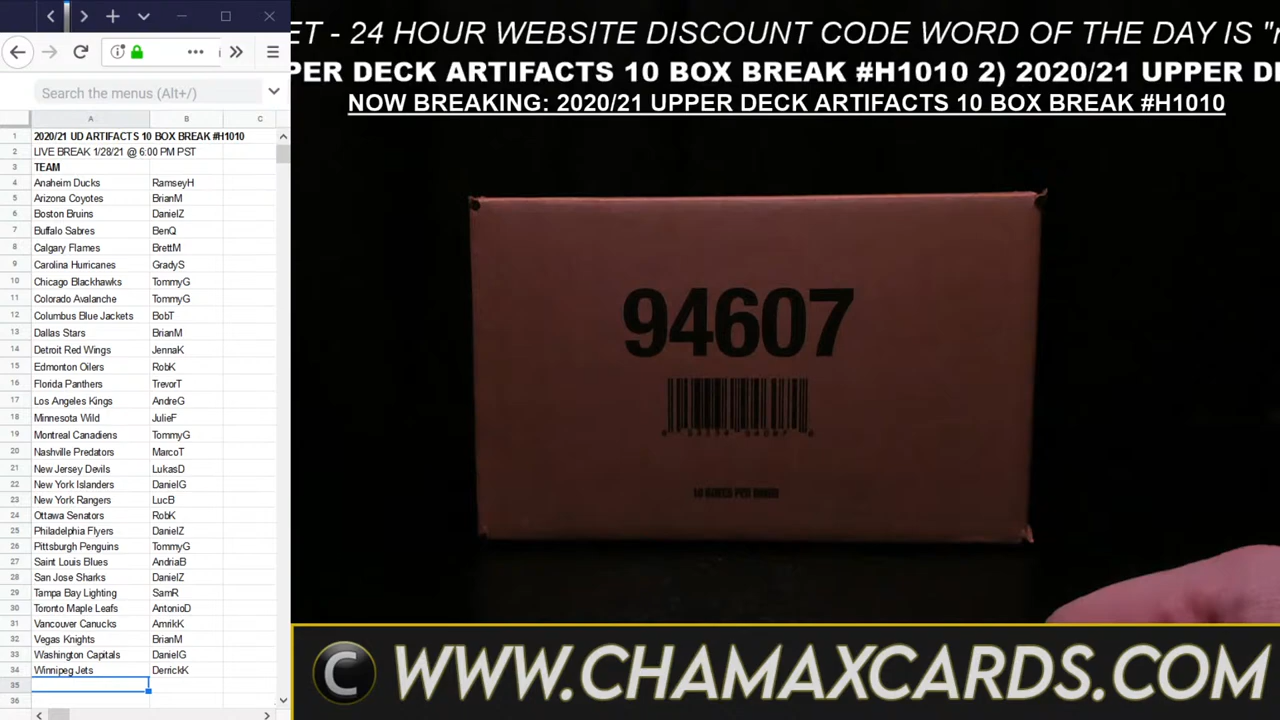 Search the menus (Alt+/)
A B C
1 2020/21 UD ARTIFACTS 10 BOX BREAK #H1010
2 LIVE BREAK 1/28/21 @ 6:00 PM PST
3 TEAM
4 Anaheim Ducks RamseyH
5 Arizona Coyotes BrianM
6 Boston Bruins DanielZ
7 Buffalo Sabres BenQ
8 Calgary Flames BrettM
9 Carolina Hurricanes GradyS
10 Chicago Blackhawks TommyG
11 Colorado Avalanche TommyG
12 Columbus Blue Jackets BobT
13 Dallas Stars BrianM
14 Detroit Red Wings JennaK
15 Edmonton Oilers RobK
16 Florida Panthers TrevorT
17 Los Angeles Kings AndreG
18 Minnesota Wild JulieF
19 Montreal Canadiens TommyG
20 Nashville Predators MarcoT
21 New Jersey Devils LukasD
22 New York Islanders DanielG
23 New York Rangers LucB
24 Ottawa Senators RobK
25 Philadelphia Flyers DanielZ
26 Pittsburgh Penguins TommyG
27 Saint Louis Blues AndriaB
28 San Jose Sharks DanielZ
29 Tampa Bay Lighting SamR
30 Toronto Maple Leafs AntonioD
31 Vancouver Canucks AmrikK
32 Vegas Knights BrianM
33 Washington Capitals DanielG
34 Winnipeg Jets DerrickK
35
36
ET - 24 HOUR WEBSITE DISCOUNT CODE WORD OF THE DAY IS "
PER DECK ARTIFACTS 10 BOX BREAK #H1010 2) 2020/21 UPPER DE
NOW BREAKING: 2020/21 UPPER DECK ARTIFACTS 10 BOX BREAK #H1010
94607
10 BOXES PER INNER
C WWW.CHAMAXCARDS.COM